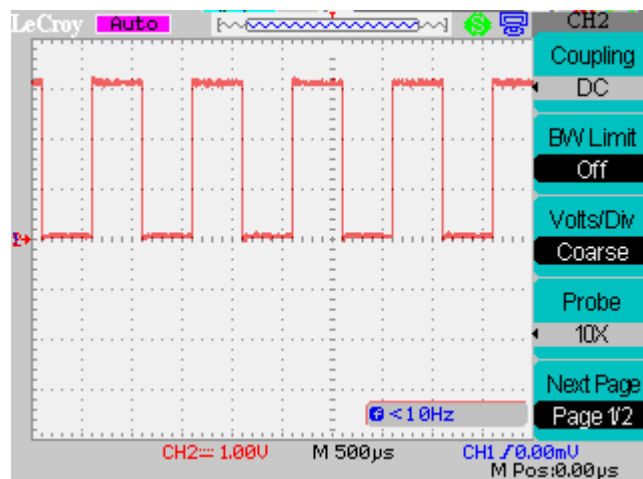 LeCroy Auto S CH2
Coupling
DC
BW Limit
Off
Volts/Div
Coarse
Probe
10X
Next Page
Page 1/2
f <10Hz
CH2 1.00V M 500µs CH1 0.00mV
M Pos:0.00µs